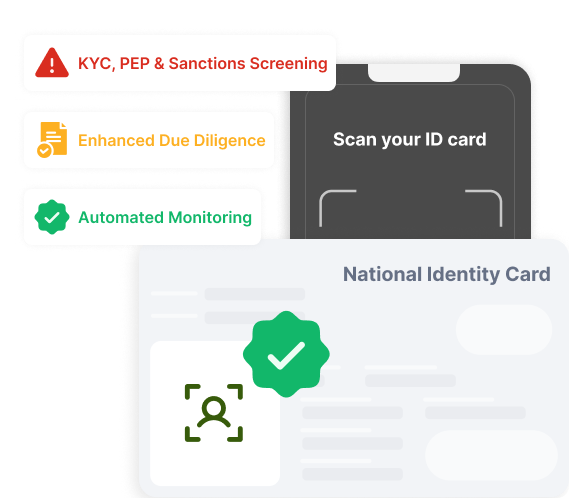 KYC, PEP & Sanctions Screening
Enhanced Due Diligence
Automated Monitoring
Scan your ID card
National Identity Card